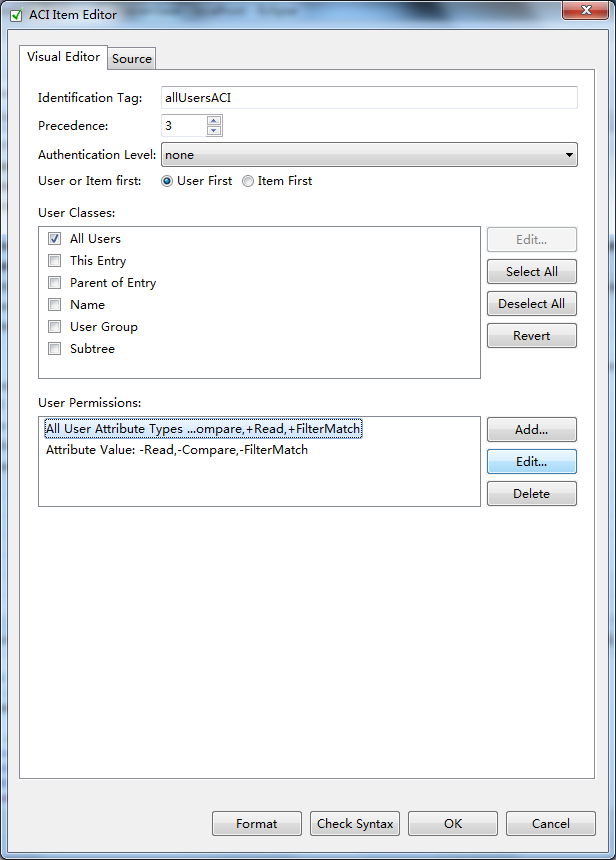 ACI Item Editor
Visual Editor Source
Identification Tag: allUsersACI
Precedence: 3
Authentication Level: none
User or Item first: User First Item First
User Classes:
All Users
This Entry
Parent of Entry
Name
User Group
Subtree
Edit...
Select All
Deselect All
Revert
User Permissions:
All User Attribute Types ...ompare,+Read,+FilterMatch
Attribute Value: -Read,-Compare,-FilterMatch
Add...
Edit...
Delete
Format Check Syntax OK Cancel